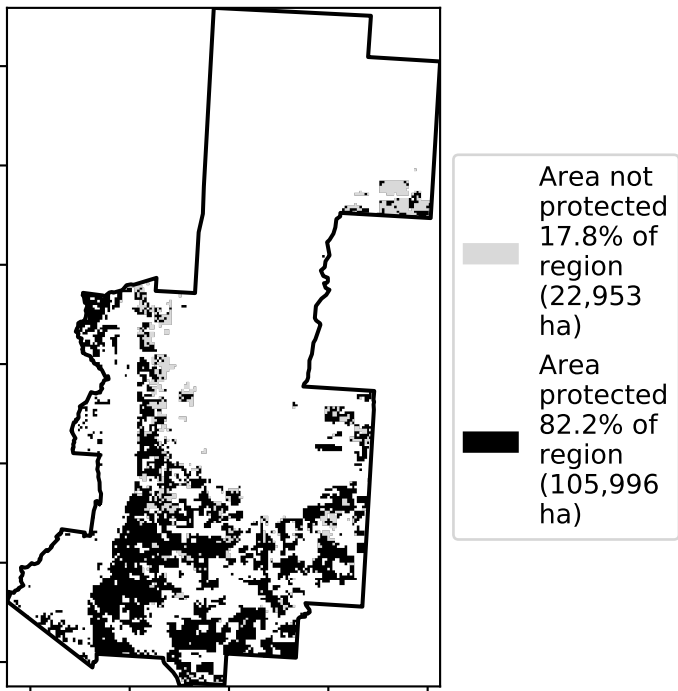 Area not
protected
17.8% of
region
(22,953
ha)
Area
protected
82.2% of
region
(105,996
ha)